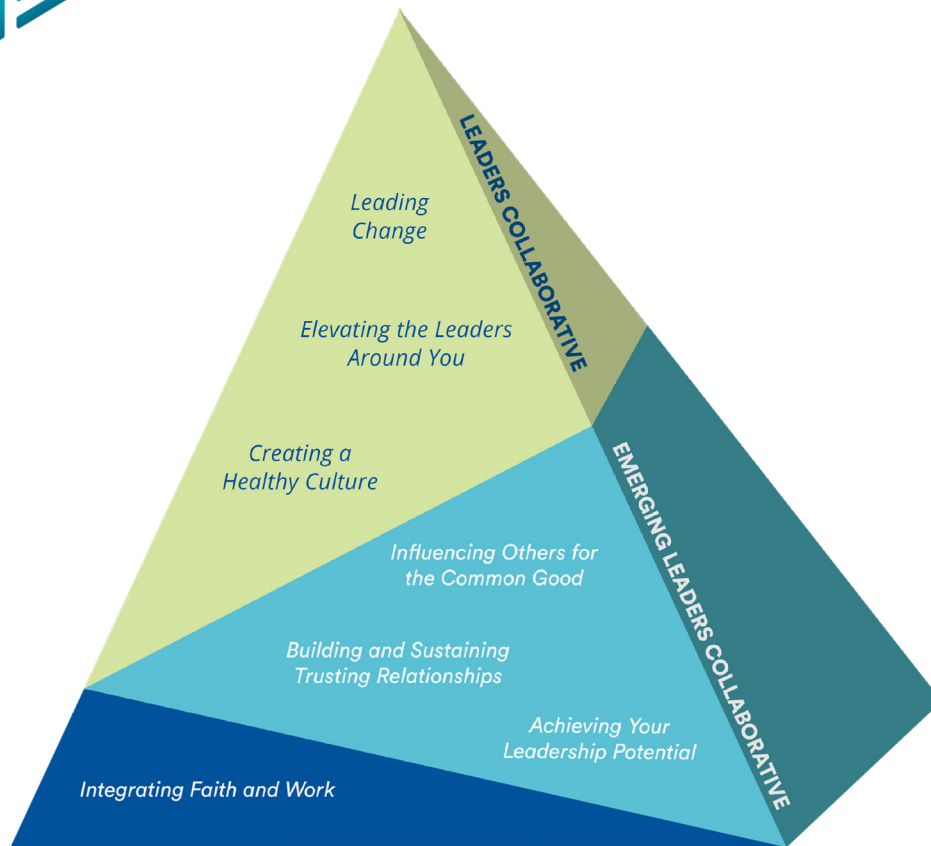 Leading
Change
LEADERS COLLABORATIVE
Elevating the Leaders
Around You
Creating a
Healthy Culture
Influencing Others for
the Common Good
EMERGING LEADERS COLLABORATIVE
Building and Sustaining
Trusting Relationships
Achieving Your
Leadership Potential
Integrating Faith and Work